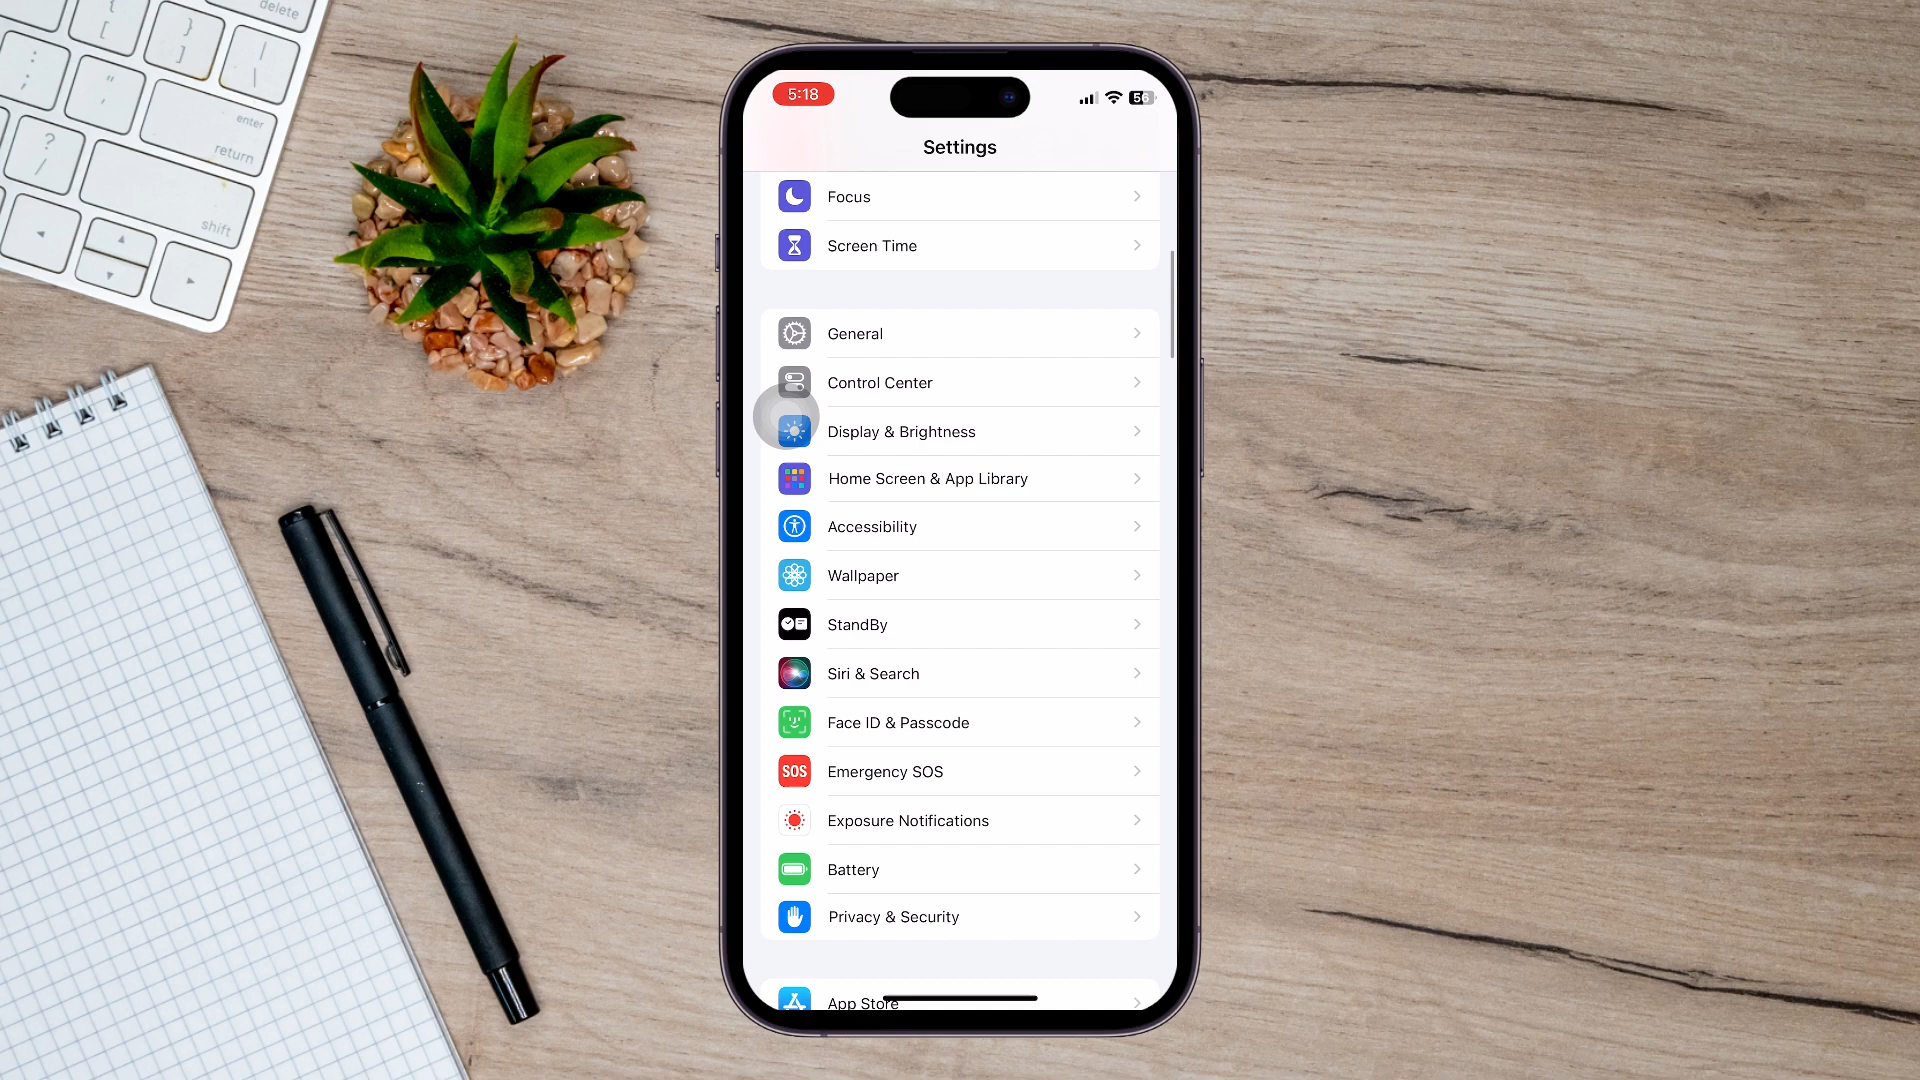 delete
{
[
}
]
|
\
:
;
"
'
enter
return
?
/
shift
5:18
56
Settings
Focus
Screen Time
General
Control Center
Display & Brightness
Home Screen & App Library
Accessibility
Wallpaper
StandBy
Siri & Search
Face ID & Passcode
SOS
Emergency SOS
Exposure Notifications
Battery
Privacy & Security
App Store